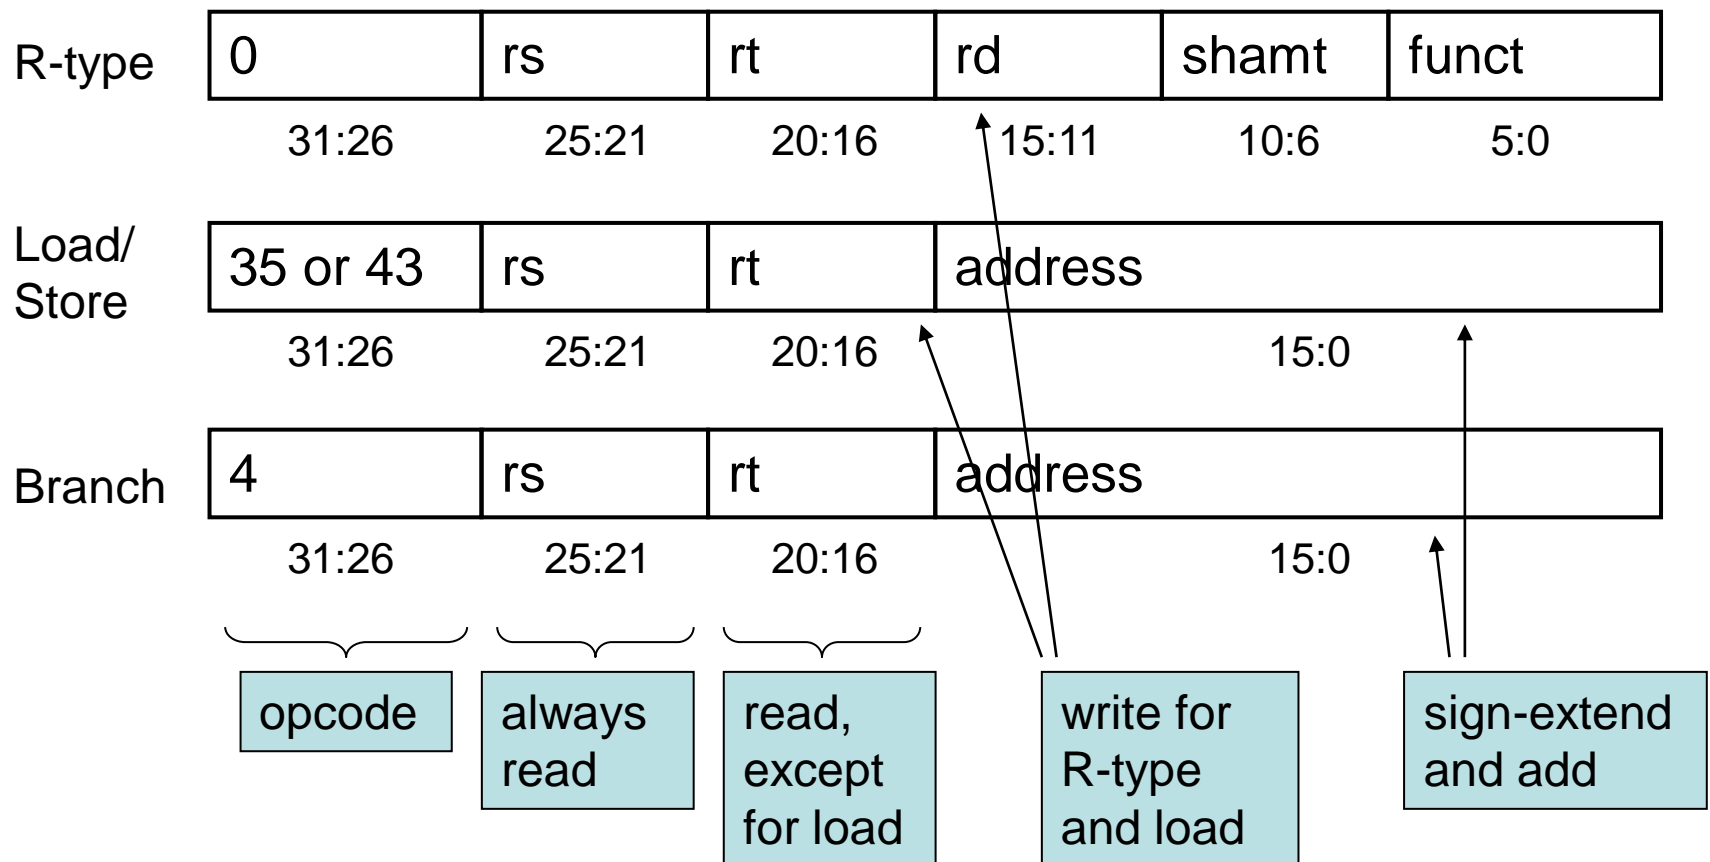 R-type 0 rs rt rd shamt funct
31:26 25:21 20:16 15:11 10:6 5:0
Load/
Store
35 or 43 rs rt address
31:26 25:21 20:16 15:0
Branch 4 rs rt address
31:26 25:21 20:16 15:0
opcode
always
read
read,
except
for load
write for
R-type
and load
sign-extend
and add